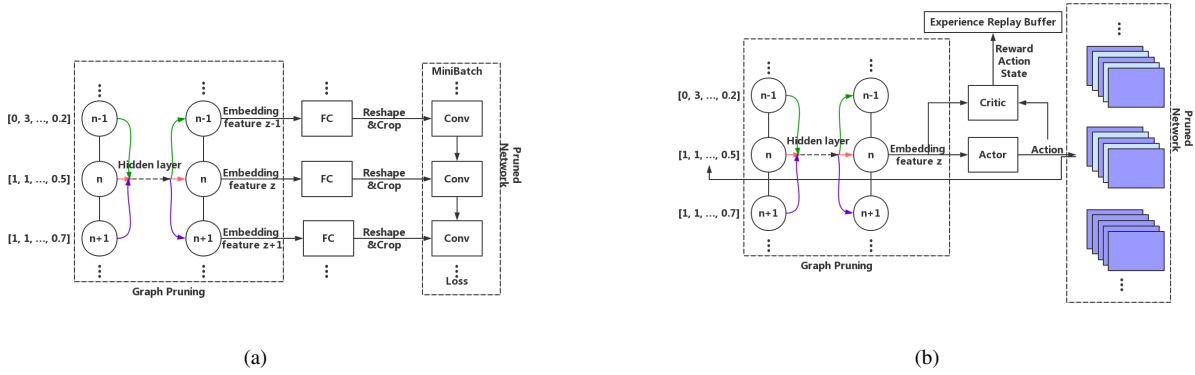 MiniBatch
[0, 3, ..., 0.2]
n-1
n-1
Embedding
feature z-1
FC
Reshape
&Crop
Conv
Hidden layer
[1, 1, ..., 0.5]
n
n
Embedding
feature z
FC
Reshape
&Crop
Conv
Pruned
Network
[1, 1, ..., 0.7]
n+1
n+1
Embedding
feature z+1
FC
Reshape
&Crop
Conv
Loss
Graph Pruning
(a)
Experience Replay Buffer
Reward
Action
State
[0, 3, ..., 0.2]
n-1
n-1
Critic
Hidden layer
[1, 1, ..., 0.5]
n
n
Embedding
feature z
Actor
Action
Pruned
Network
[1, 1, ..., 0.7]
n+1
n+1
Graph Pruning
(b)